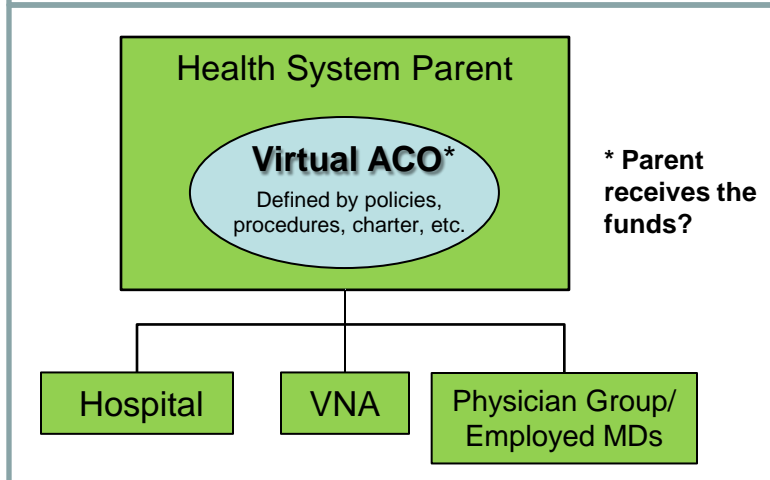 Health System Parent
Virtual ACO*
Defined by policies,
procedures, charter, etc.
* Parent
receives the
funds?
Hospital
VNA
Physician Group/
Employed MDs